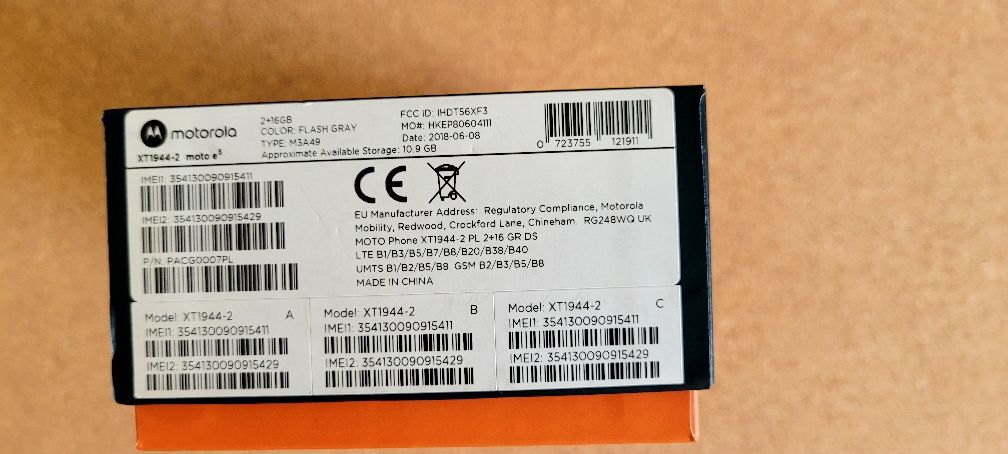 motorola
XT1944-2 moto e5
2+16GB
COLOR: FLASH GRAY
TYPE: M3A49
Approximate Available Storage: 10.9 GB
FCC ID: IHDT56XF3
MO#: HKEP80604111
Date: 2018-06-08
0 723755 121911
IMEI1: 354130090915411
IMEI2: 354130090915429
P/N: PACG0007PL
CE
EU Manufacturer Address: Regulatory Compliance, Motorola
Mobility, Redwood, Crockford Lane, Chineham. RG248WQ UK
MOTO Phone XT1944-2 PL 2+16 GR DS
LTE B1/B3/B5/B7/B8/B20/B38/B40
UMTS B1/B2/B5/B8 GSM B2/B3/B5/B8
MADE IN CHINA
Model: XT1944-2 A
IMEI1: 354130090915411
IMEI2: 354130090915429
Model: XT1944-2 B
IMEI1: 354130090915411
IMEI2: 354130090915429
Model: XT1944-2 C
IMEI1: 354130090915411
IMEI2: 354130090915429